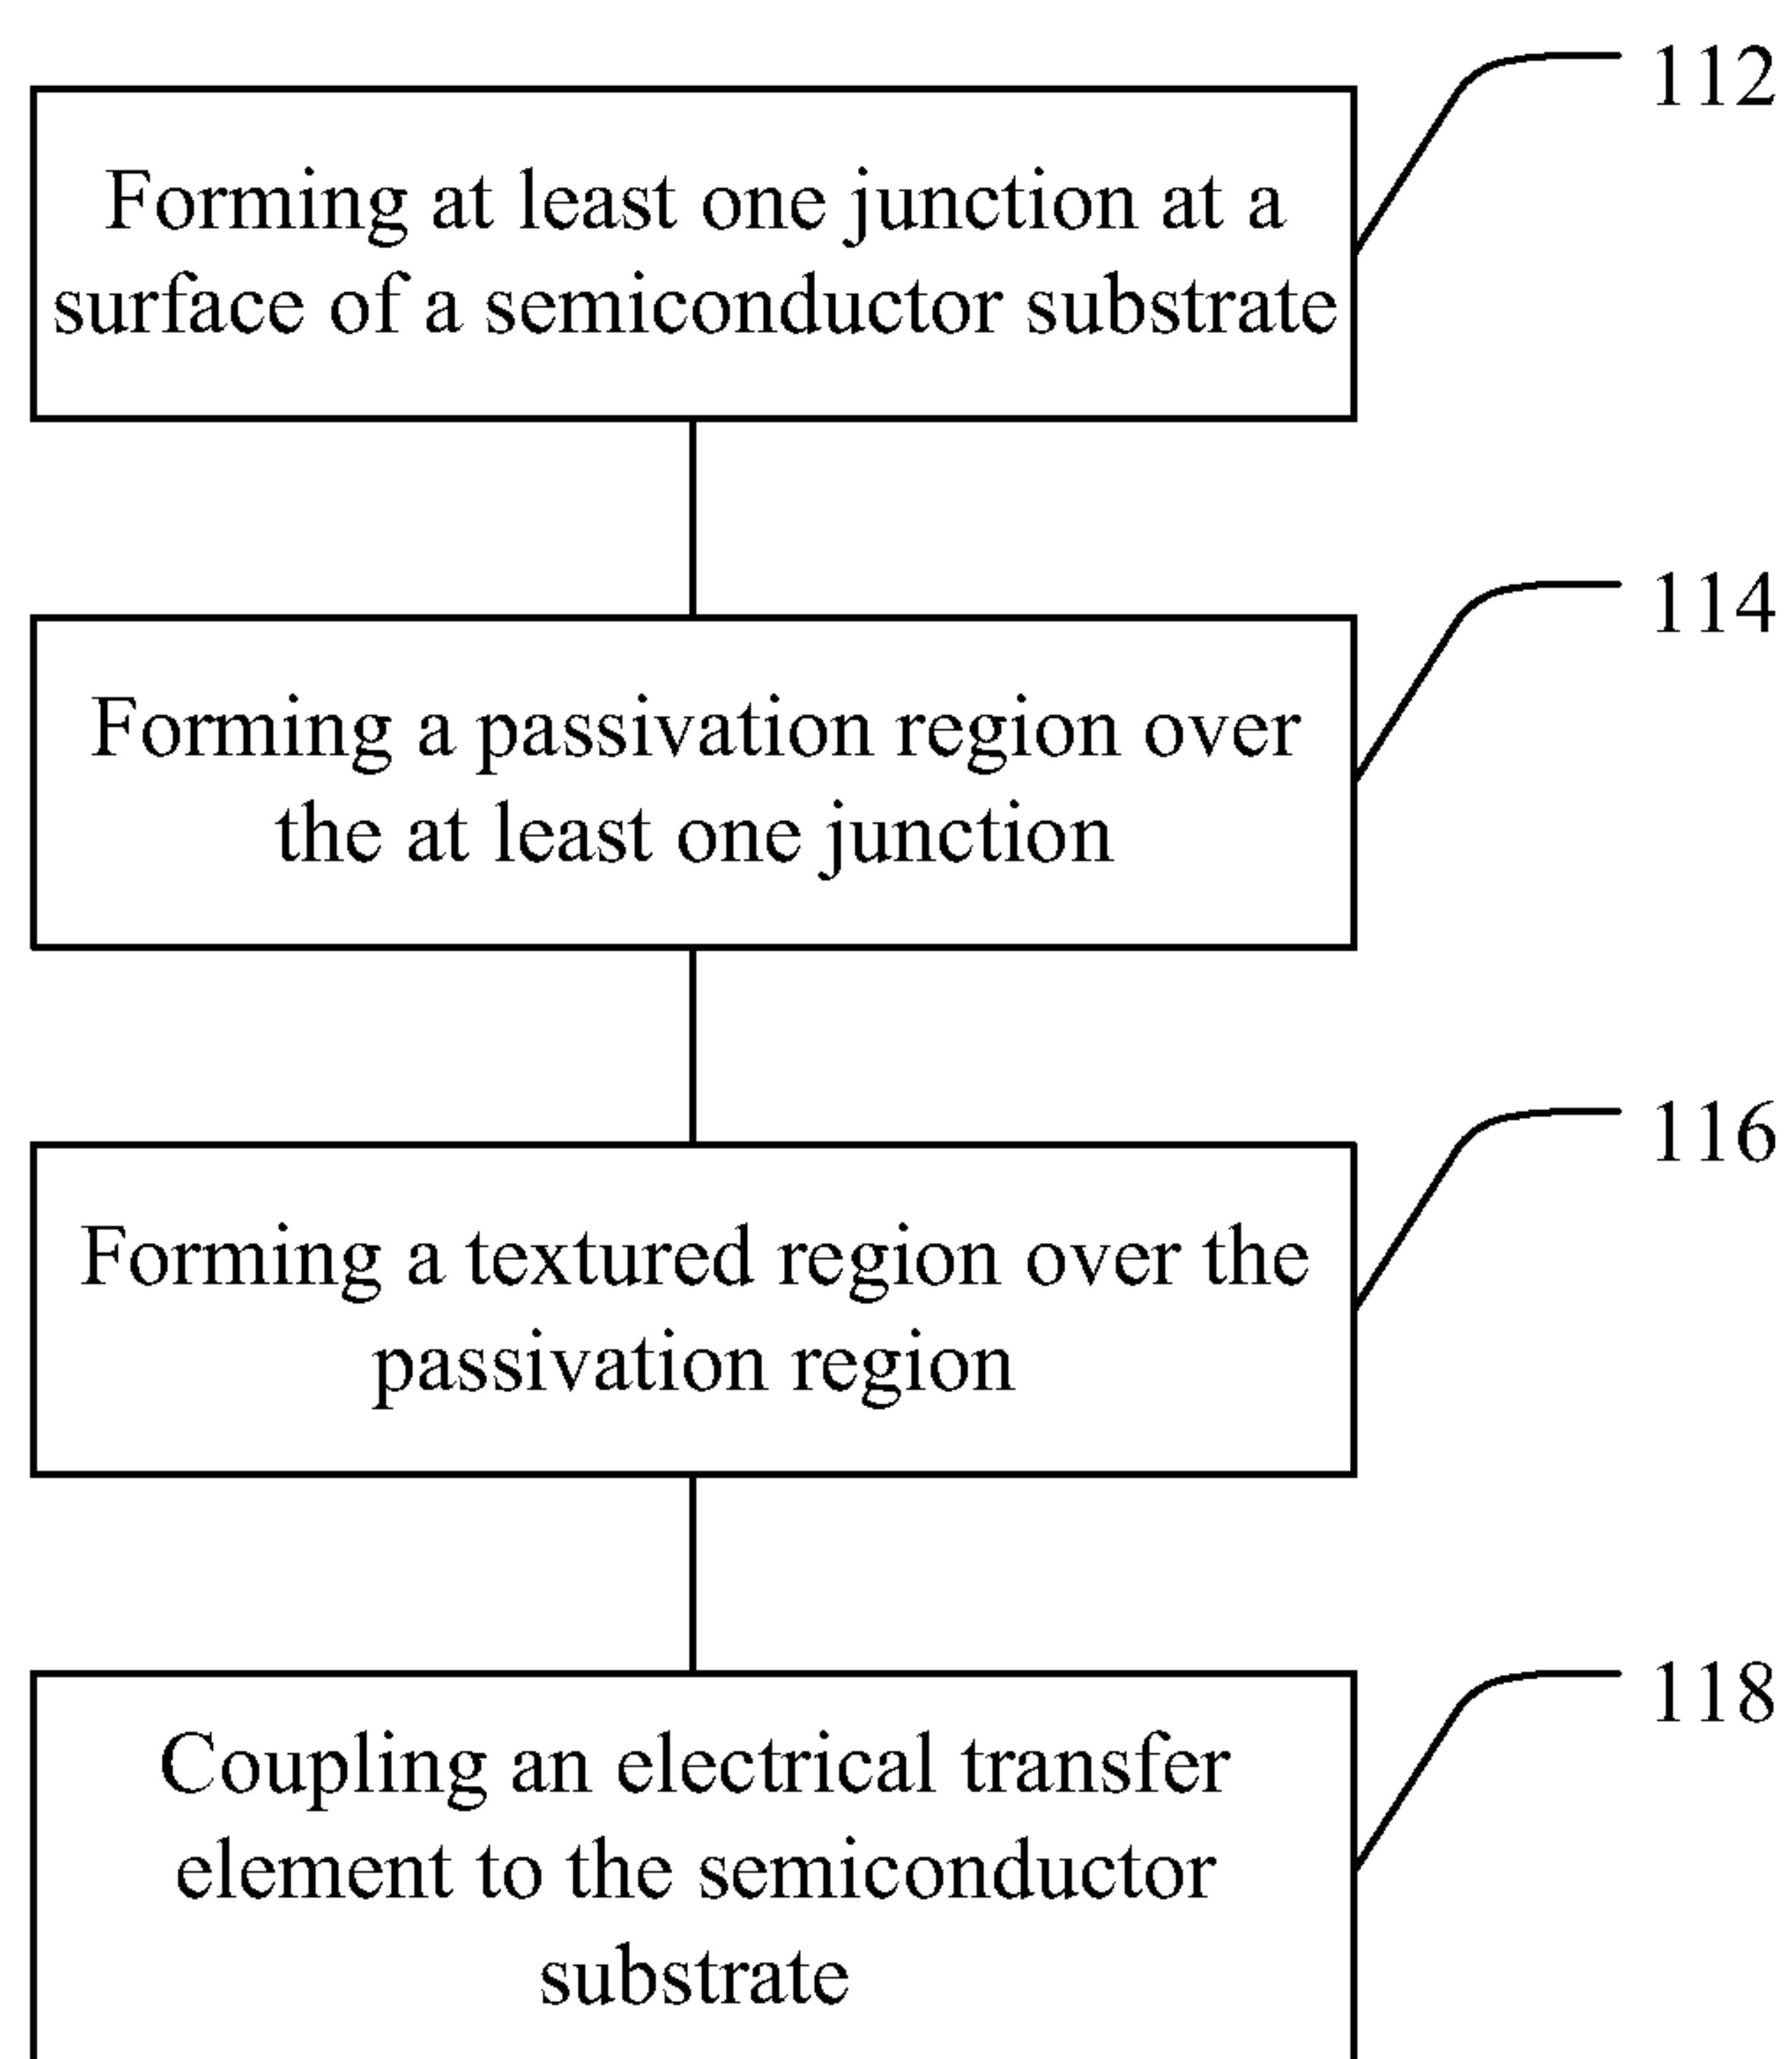 112
Forming at least one junction at a
surface of a semiconductor substrate
114
Forming a passivation region over
the at least one junction
116
Forming a textured region over the
passivation region
118
Coupling an electrical transfer
element to the semiconductor
substrate